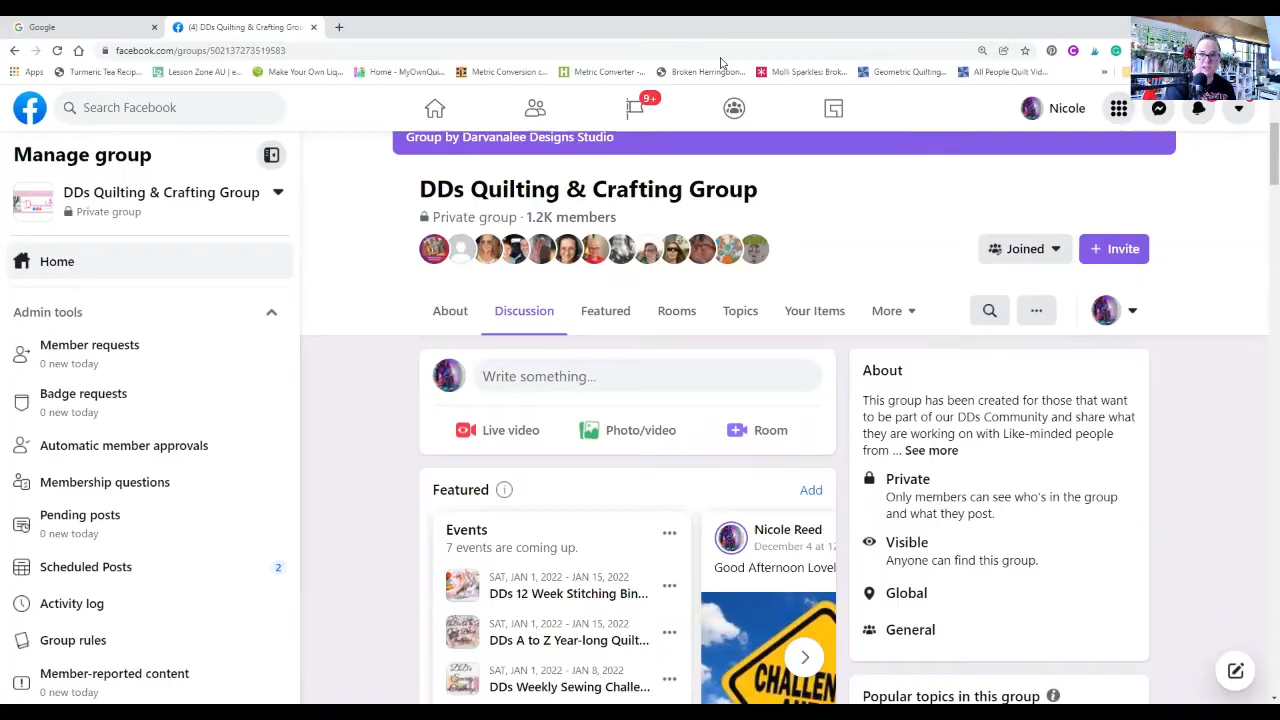 Google
(4) DDs Quilting & Crafting Grou
facebook.com/groups/502137273519583
Apps
Turmeric Tea Recip...
Lesson Zone AU | e...
Make Your Own Liq...
Home - MyOwnQui...
Metric Conversion c...
Metric Converter -...
Broken Herringbon...
Molli Sparkles: Brok...
Geometric Quilting,...
All People Quilt Vid...
Search Facebook
9+
Nicole
Manage group
DDs Quilting & Crafting Group
Private group
Home
Admin tools
Member requests
0 new today
Badge requests
0 new today
Automatic member approvals
Membership questions
Pending posts
0 new today
Scheduled Posts
2
Activity log
Group rules
Member-reported content
0 new today
Group by Darvanalee Designs Studio
DDs Quilting & Crafting Group
Private group · 1.2K members
Joined
+ Invite
About
Discussion
Featured
Rooms
Topics
Your Items
More
Write something...
Live video
Photo/video
Room
Featured
Add
Events
7 events are coming up.
SAT, JAN 1, 2022 - JAN 15, 2022
DDs 12 Week Stitching Bin...
SAT, JAN 1, 2022 - JAN 15, 2022
DDs A to Z Year-long Quilt...
SAT, JAN 1, 2022 - JAN 8, 2022
DDs Weekly Sewing Challe...
Nicole Reed
December 4 at 12
Good Afternoon Lovel
CHALLEN
About
This group has been created for those that want
to be part of our DDs Community and share what
they are working on with Like-minded people
from ... See more
Private
Only members can see who's in the group
and what they post.
Visible
Anyone can find this group.
Global
General
Popular topics in this group